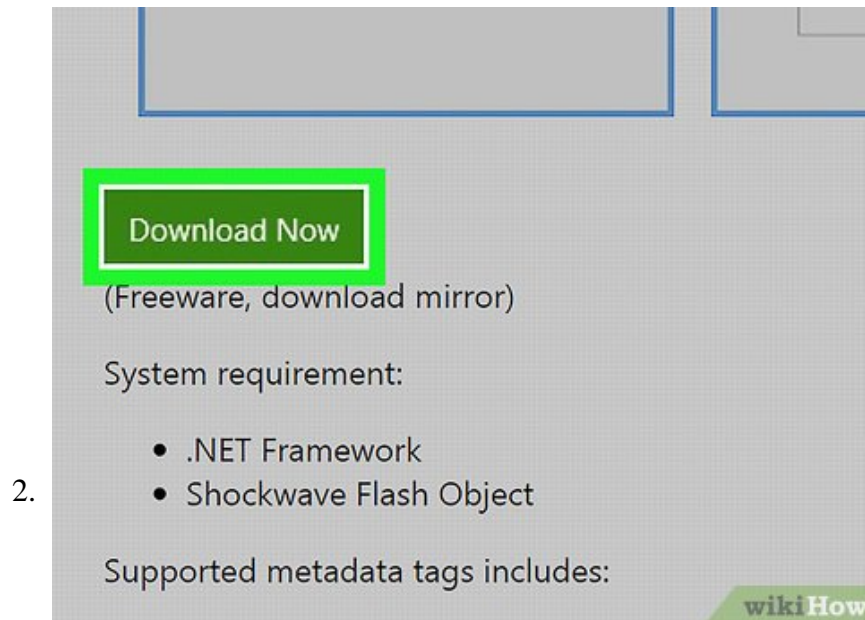 Download Now
(Freeware, download mirror)
System requirement:
• .NET Framework
• Shockwave Flash Object
2.
Supported metadata tags includes:
wikiHow